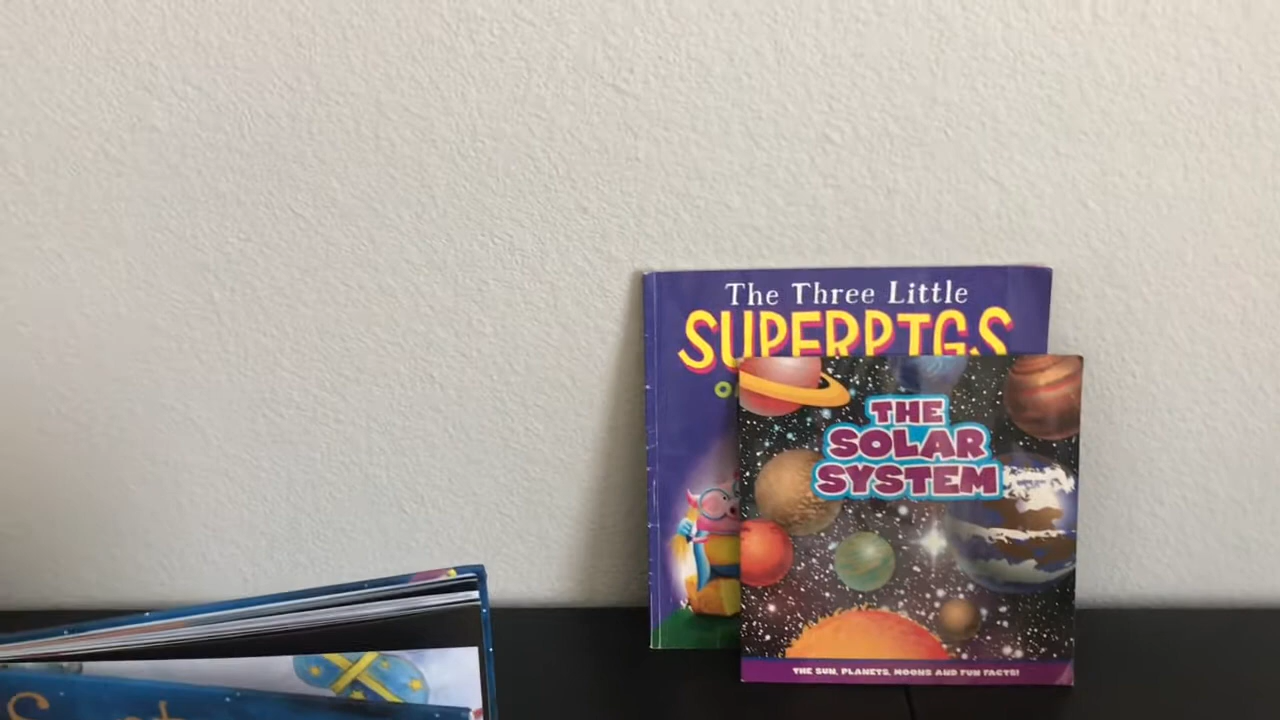 The Three Little
SUPERPIGS
THE
SOLAR
SYSTEM
THE SUN, PLANETS, MOONS AND FUN FACTS!